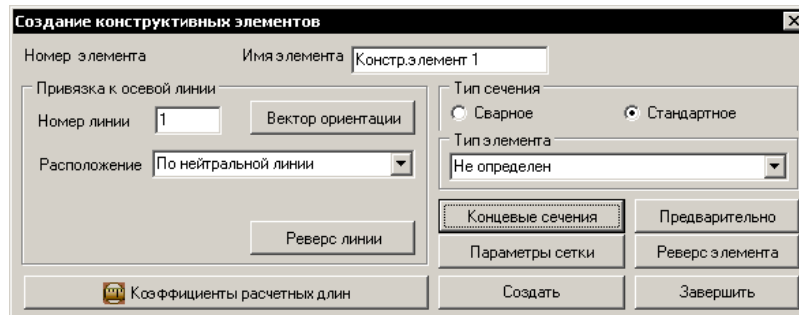 Создание конструктивных элементов
Номер элемента
Имя элемента Констр.элемент 1
Привязка к осевой линии
Номер линии 1 Вектор ориентации
Расположение По нейтральной линии
Реверс линии
Коэффициенты расчетных длин
Тип сечения
Сварное Стандартное
Тип элемента
Не определен
Концевые сечения Предварительно
Параметры сетки Реверс элемента
Создать Завершить